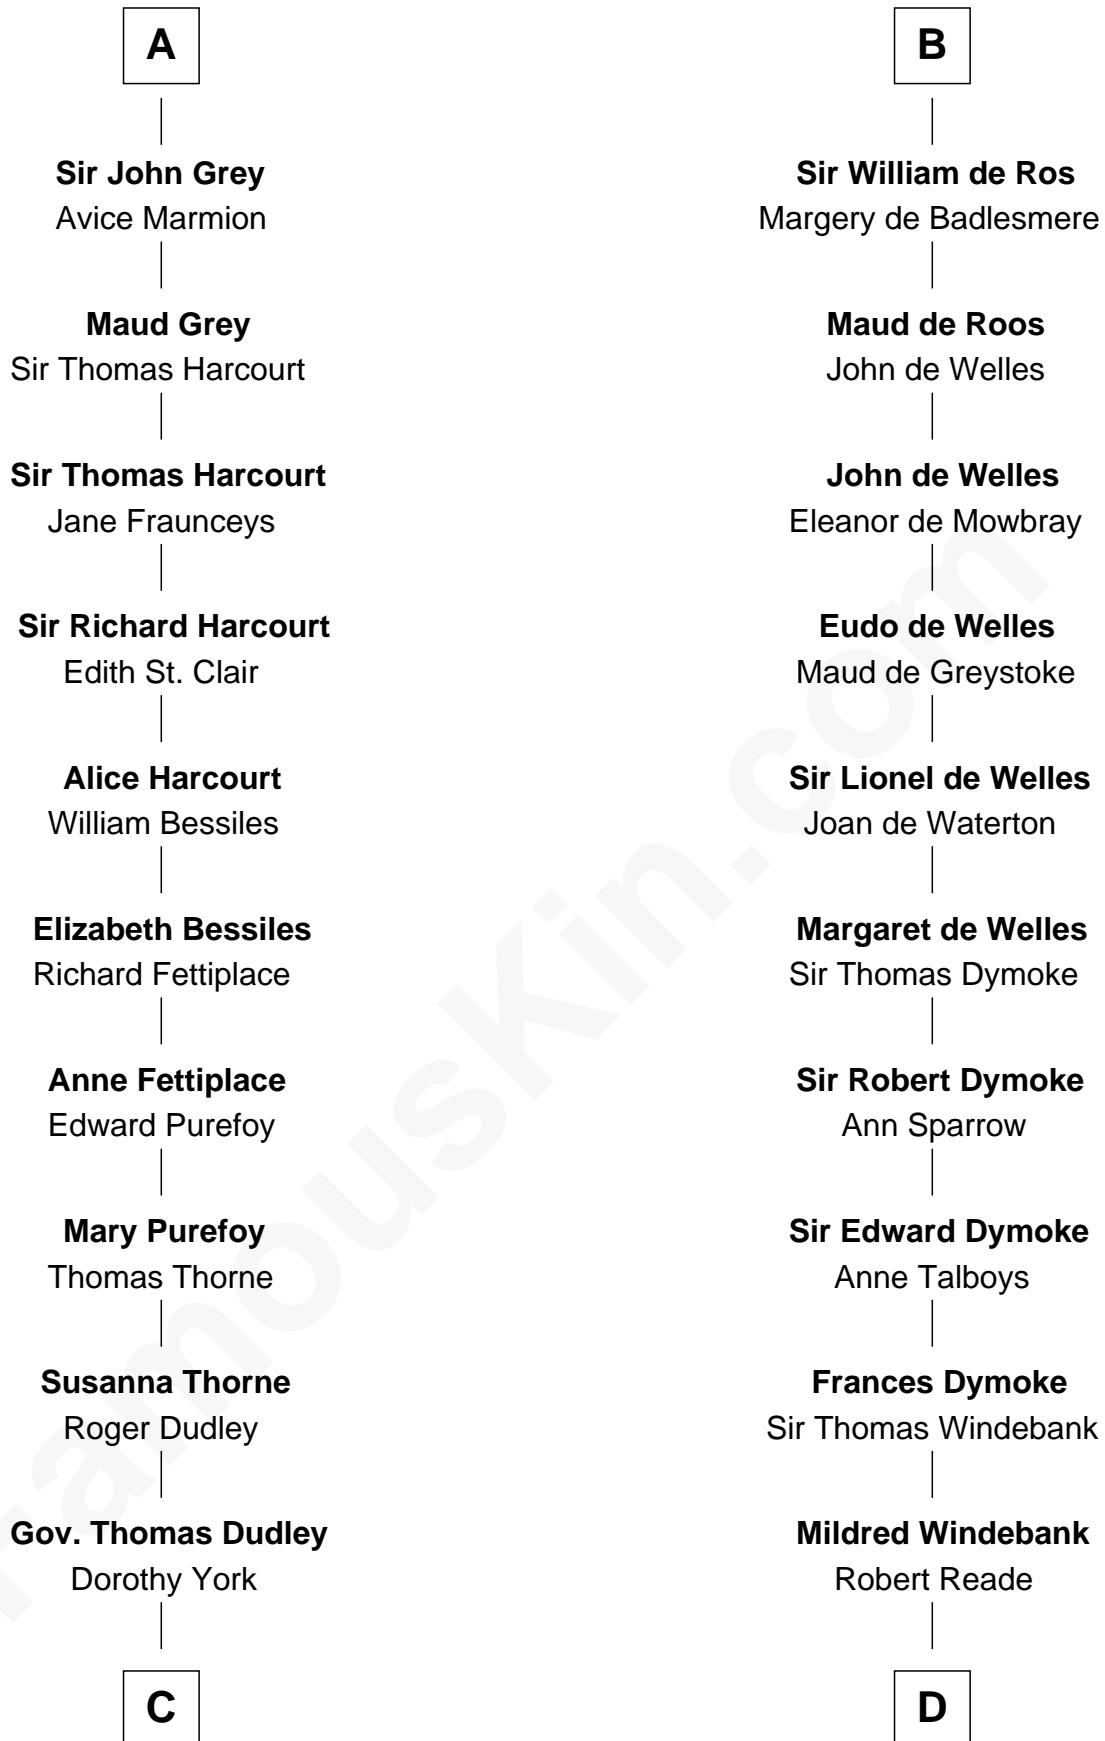 A
Sir John Grey
Avice Marmion
Maud Grey
Sir Thomas Harcourt
Sir Thomas Harcourt
Jane Fraunceys
Sir Richard Harcourt
Edith St. Clair
Alice Harcourt
William Bessiles
Elizabeth Bessiles
Richard Fettiplace
Anne Fettiplace
Edward Purefoy
Mary Purefoy
Thomas Thorne
Susanna Thorne
Roger Dudley
Gov. Thomas Dudley
Dorothy York
C
B
Sir William de Ros
Margery de Badlesmere
Maud de Roos
John de Welles
John de Welles
Eleanor de Mowbray
Eudo de Welles
Maud de Greystoke
Sir Lionel de Welles
Joan de Waterton
Margaret de Welles
Sir Thomas Dymoke
Sir Robert Dymoke
Ann Sparrow
Sir Edward Dymoke
Anne Talboys
Frances Dymoke
Sir Thomas Windebank
Mildred Windebank
Robert Reade
D
FamousKin.com